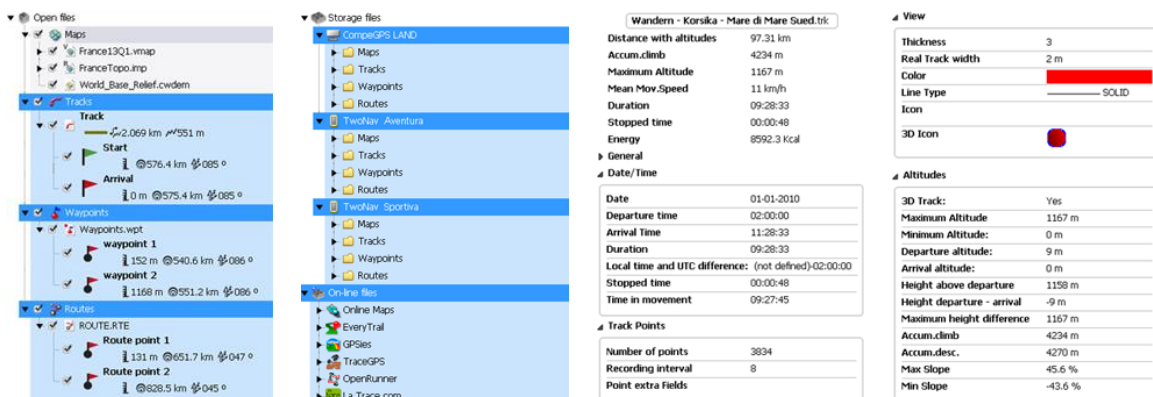 Open files
Maps
France13Q1.vmap
FranceTopo.imp
World_Base_Relief.cwdem
Tracks
Track
2.069 km 551 m
Start
576.4 km 085 º
Arrival
0 m 575.4 km 085 º
Waypoints
Waypoints.wpt
waypoint 1
152 m 540.6 km 086 º
waypoint 2
1168 m 551.2 km 086 º
Routes
ROUTE.RTE
Route point 1
131 m 651.7 km 047 º
Route point 2
828.5 km 045 º
Storage files
CompeGPS LAND
Maps
Tracks
Waypoints
Routes
TwoNav Aventura
Maps
Tracks
Waypoints
Routes
TwoNav Sportiva
Maps
Tracks
Waypoints
Routes
On-line files
Online Maps
EveryTrail
GPSies
TraceGPS
OpenRunner
La Trace.com
Wandern - Korsika - Mare di Mare Sued.trk
Distance with altitudes 97.31 km
Accum.climb 4234 m
Maximum Altitude 1167 m
Mean Mov.Speed 11 km/h
Duration 09:28:33
Stopped time 00:00:48
Energy 8592.3 Kcal
General
Date/Time
Date 01-01-2010
Departure time 02:00:00
Arrival Time 11:28:33
Duration 09:28:33
Local time and UTC difference: (not defined)-02:00:00
Stopped time 00:00:48
Time in movement 09:27:45
Track Points
Number of points 3834
Recording interval 8
Point extra Fields
View
Thickness 3
Real Track width 2 m
Color
Line Type SOLID
Icon
3D Icon
Altitudes
3D Track: Yes
Maximum Altitude 1167 m
Minimum Altitude: 0 m
Departure altitude: 9 m
Arrival altitude: 0 m
Height above departure 1158 m
Height departure - arrival -9 m
Maximum height difference 1167 m
Accum.climb 4234 m
Accum.desc. 4270 m
Max Slope 45.6 %
Min Slope -43.6 %